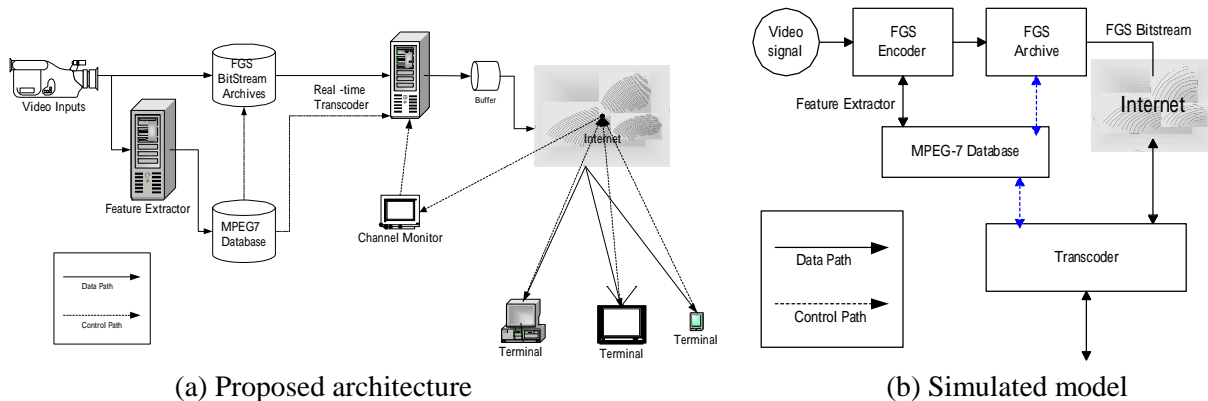 Video Inputs
FGS
BitStream
Archives
Real -time
Transcoder
Buffer
Internet
Feature Extractor
MPEG7
Database
Channel Monitor
Data Path
Control Path
Terminal
Terminal
Terminal
(a) Proposed architecture
Video
signal
FGS
Encoder
FGS
Archive
FGS Bitstream
Feature Extractor
Internet
MPEG-7 Database
Data Path
Control Path
Transcoder
(b) Simulated model